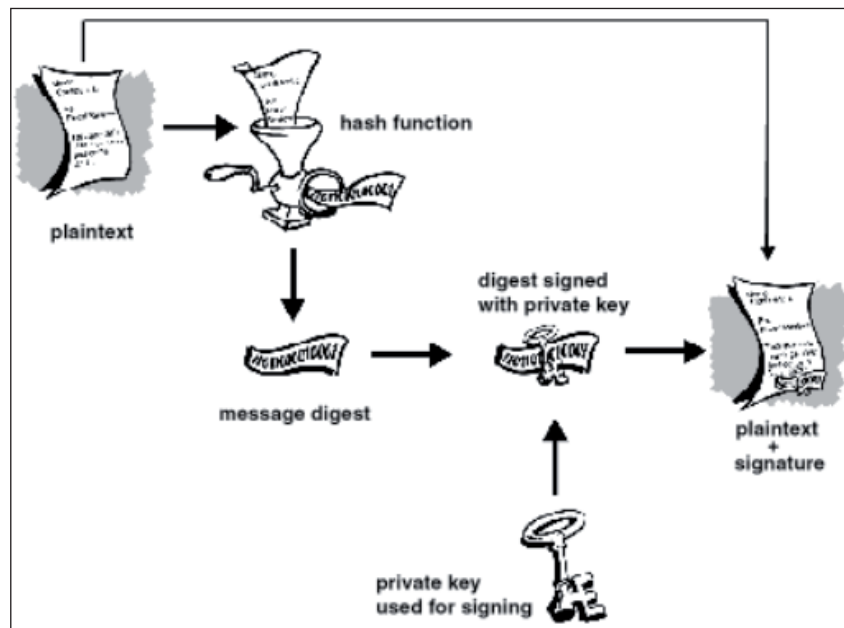 hash function
plaintext
digest signed
with private key
message digest
plaintext
+
signature
private key
used for signing